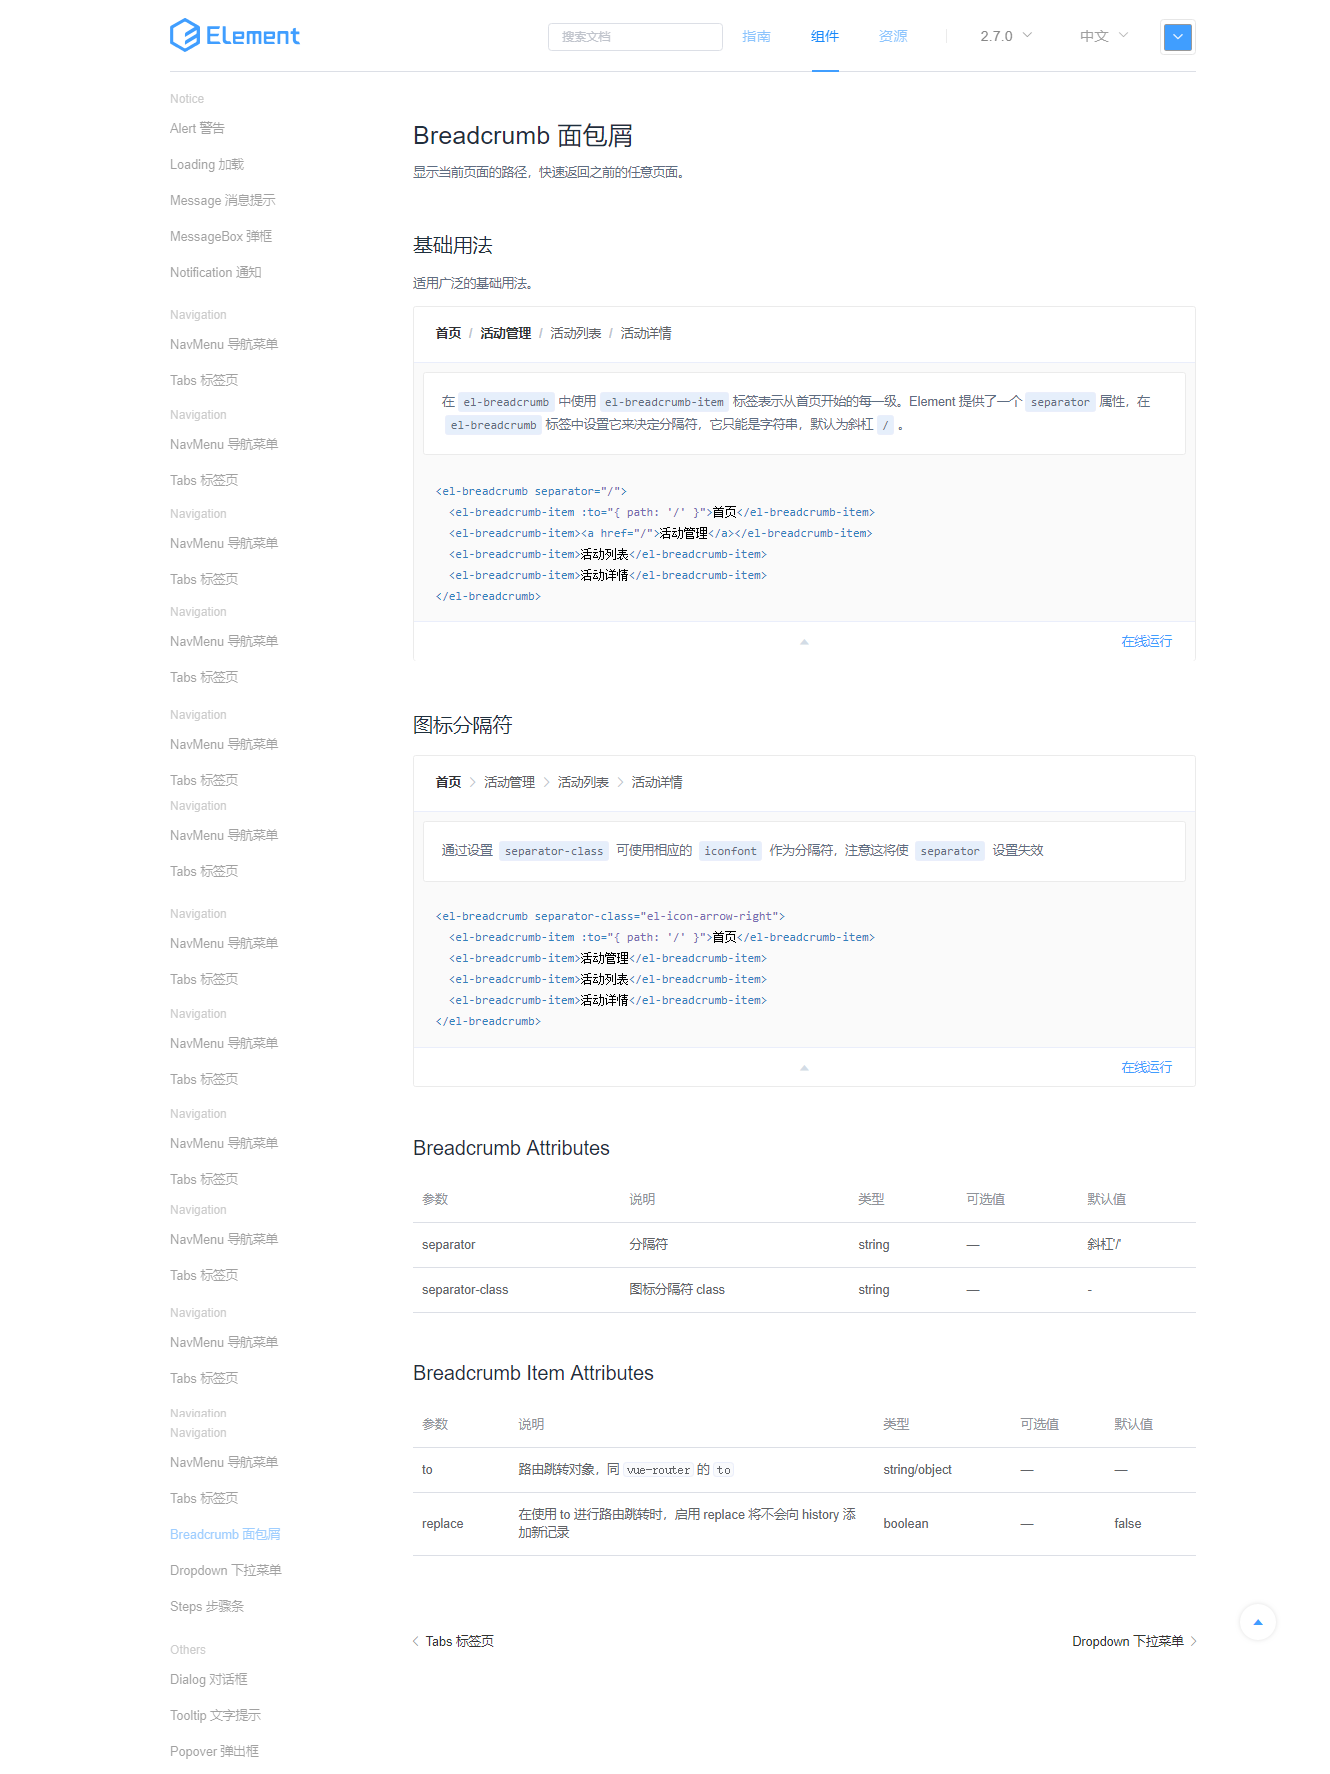 Element
搜索文档
指南
组件
资源
2.7.0
中文
Notice
Alert 警告
Loading 加载
Message 消息提示
MessageBox 弹框
Notification 通知
Navigation
NavMenu 导航菜单
Tabs 标签页
Navigation
NavMenu 导航菜单
Tabs 标签页
Navigation
NavMenu 导航菜单
Tabs 标签页
Navigation
NavMenu 导航菜单
Tabs 标签页
Navigation
NavMenu 导航菜单
Tabs 标签页
Navigation
NavMenu 导航菜单
Tabs 标签页
Navigation
NavMenu 导航菜单
Tabs 标签页
Navigation
NavMenu 导航菜单
Tabs 标签页
Navigation
NavMenu 导航菜单
Tabs 标签页
Navigation
NavMenu 导航菜单
Tabs 标签页
Navigation
NavMenu 导航菜单
Tabs 标签页
Navigation
Navigation
NavMenu 导航菜单
Tabs 标签页
Breadcrumb 面包屑
Dropdown 下拉菜单
Steps 步骤条
Others
Dialog 对话框
Tooltip 文字提示
Popover 弹出框
Breadcrumb 面包屑
显示当前页面的路径，快速返回之前的任意页面。
基础用法
适用广泛的基础用法。
首页 / 活动管理 / 活动列表 / 活动详情
在 el-breadcrumb 中使用 el-breadcrumb-item 标签表示从首页开始的每一级。Element 提供了一个 separator 属性，在
el-breadcrumb 标签中设置它来决定分隔符，它只能是字符串，默认为斜杠 / 。
<el-breadcrumb separator="/">
<el-breadcrumb-item :to="{ path: '/' }">首页</el-breadcrumb-item>
<el-breadcrumb-item><a href="/">活动管理</a></el-breadcrumb-item>
<el-breadcrumb-item>活动列表</el-breadcrumb-item>
<el-breadcrumb-item>活动详情</el-breadcrumb-item>
</el-breadcrumb>
在线运行
图标分隔符
首页 > 活动管理 > 活动列表 > 活动详情
通过设置 separator-class 可使用相应的 iconfont 作为分隔符，注意这将使 separator 设置失效
<el-breadcrumb separator-class="el-icon-arrow-right">
<el-breadcrumb-item :to="{ path: '/' }">首页</el-breadcrumb-item>
<el-breadcrumb-item>活动管理</el-breadcrumb-item>
<el-breadcrumb-item>活动列表</el-breadcrumb-item>
<el-breadcrumb-item>活动详情</el-breadcrumb-item>
</el-breadcrumb>
在线运行
Breadcrumb Attributes
参数 说明 类型 可选值 默认值
separator 分隔符 string — 斜杠'/'
separator-class 图标分隔符 class string — -
Breadcrumb Item Attributes
参数 说明 类型 可选值 默认值
to 路由跳转对象，同 vue-router 的 to string/object — —
replace 在使用 to 进行路由跳转时，启用 replace 将不会向 history 添加新记录 boolean — false
Tabs 标签页
Dropdown 下拉菜单